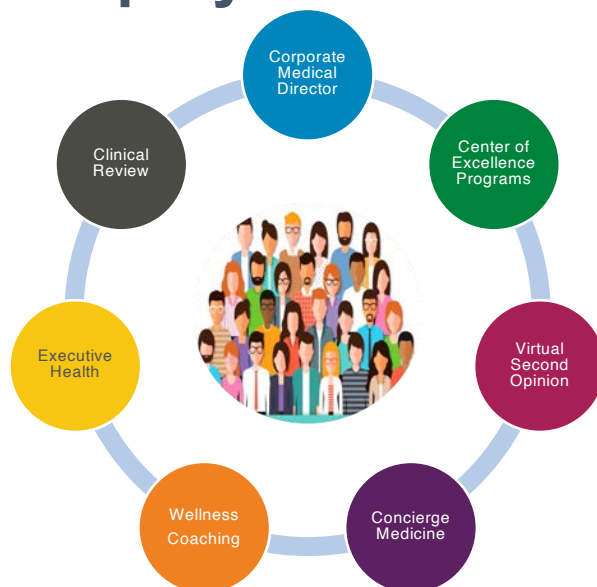 Corporate
Medical
Director
Center of
Excellence
Programs
Virtual
Second
Opinion
Concierge
Medicine
Wellness
Coaching
Executive
Health
Clinical
Review